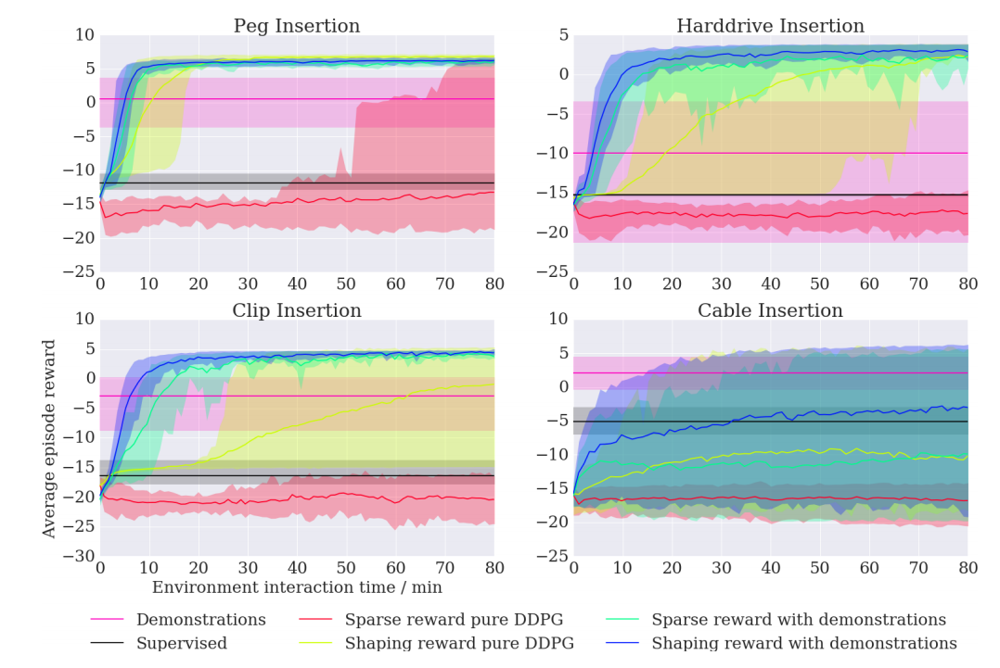 Peg Insertion
10
5
0
−5
−10
−15
−20
−25
0 10 20 30 40 50 60 70 80
Harddrive Insertion
5
0
−5
−10
−15
−20
−25
0 10 20 30 40 50 60 70 80
Clip Insertion
10
5
0
−5
−10
−15
−20
−25
−30
0 10 20 30 40 50 60 70 80
Average episode reward
Environment interaction time / min
Cable Insertion
10
5
0
−5
−10
−15
−20
−25
0 10 20 30 40 50 60 70 80
Demonstrations
Supervised
Sparse reward pure DDPG
Shaping reward pure DDPG
Sparse reward with demonstrations
Shaping reward with demonstrations